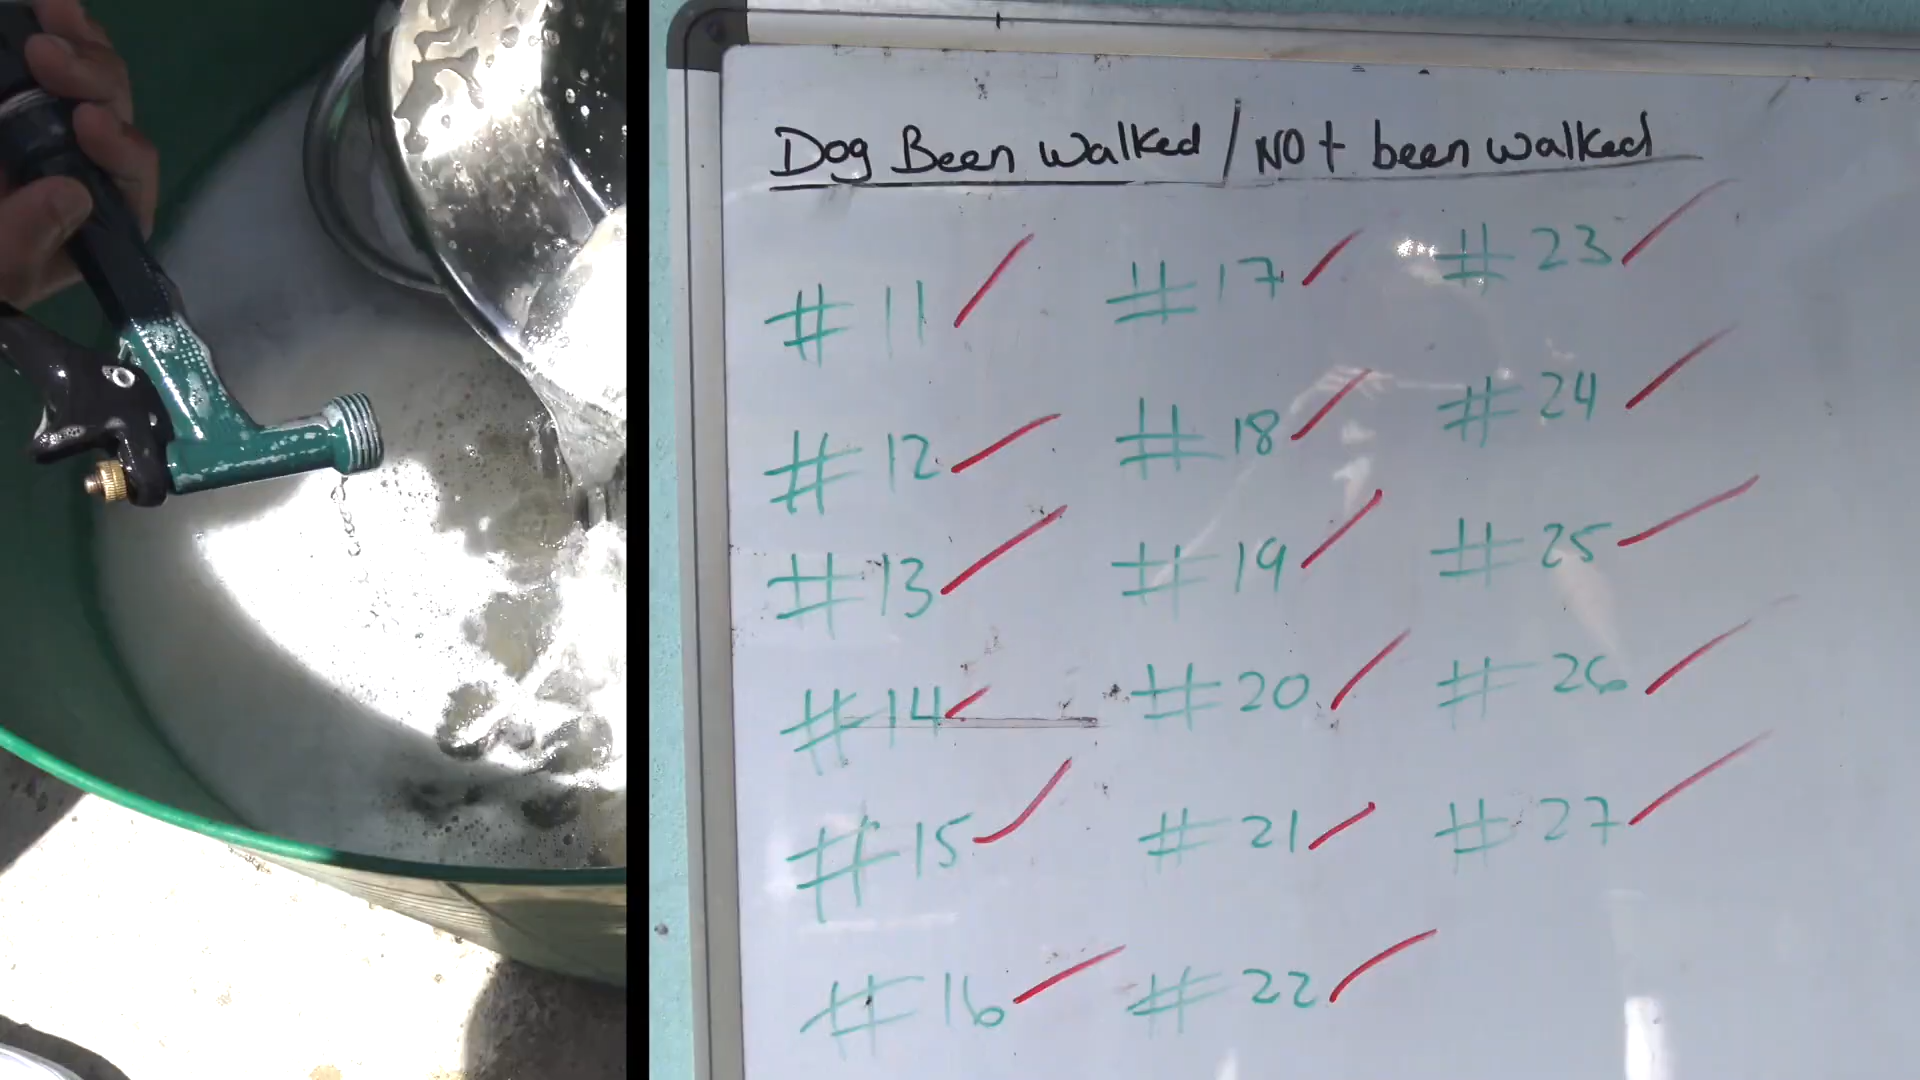 Dog Been Walked / Not been walked
# 11 # 17 # 23
# 12 # 18 # 24
# 13 # 19 # 25
# 14 # 20 # 26
# 15 # 21 # 27
# 16 # 22